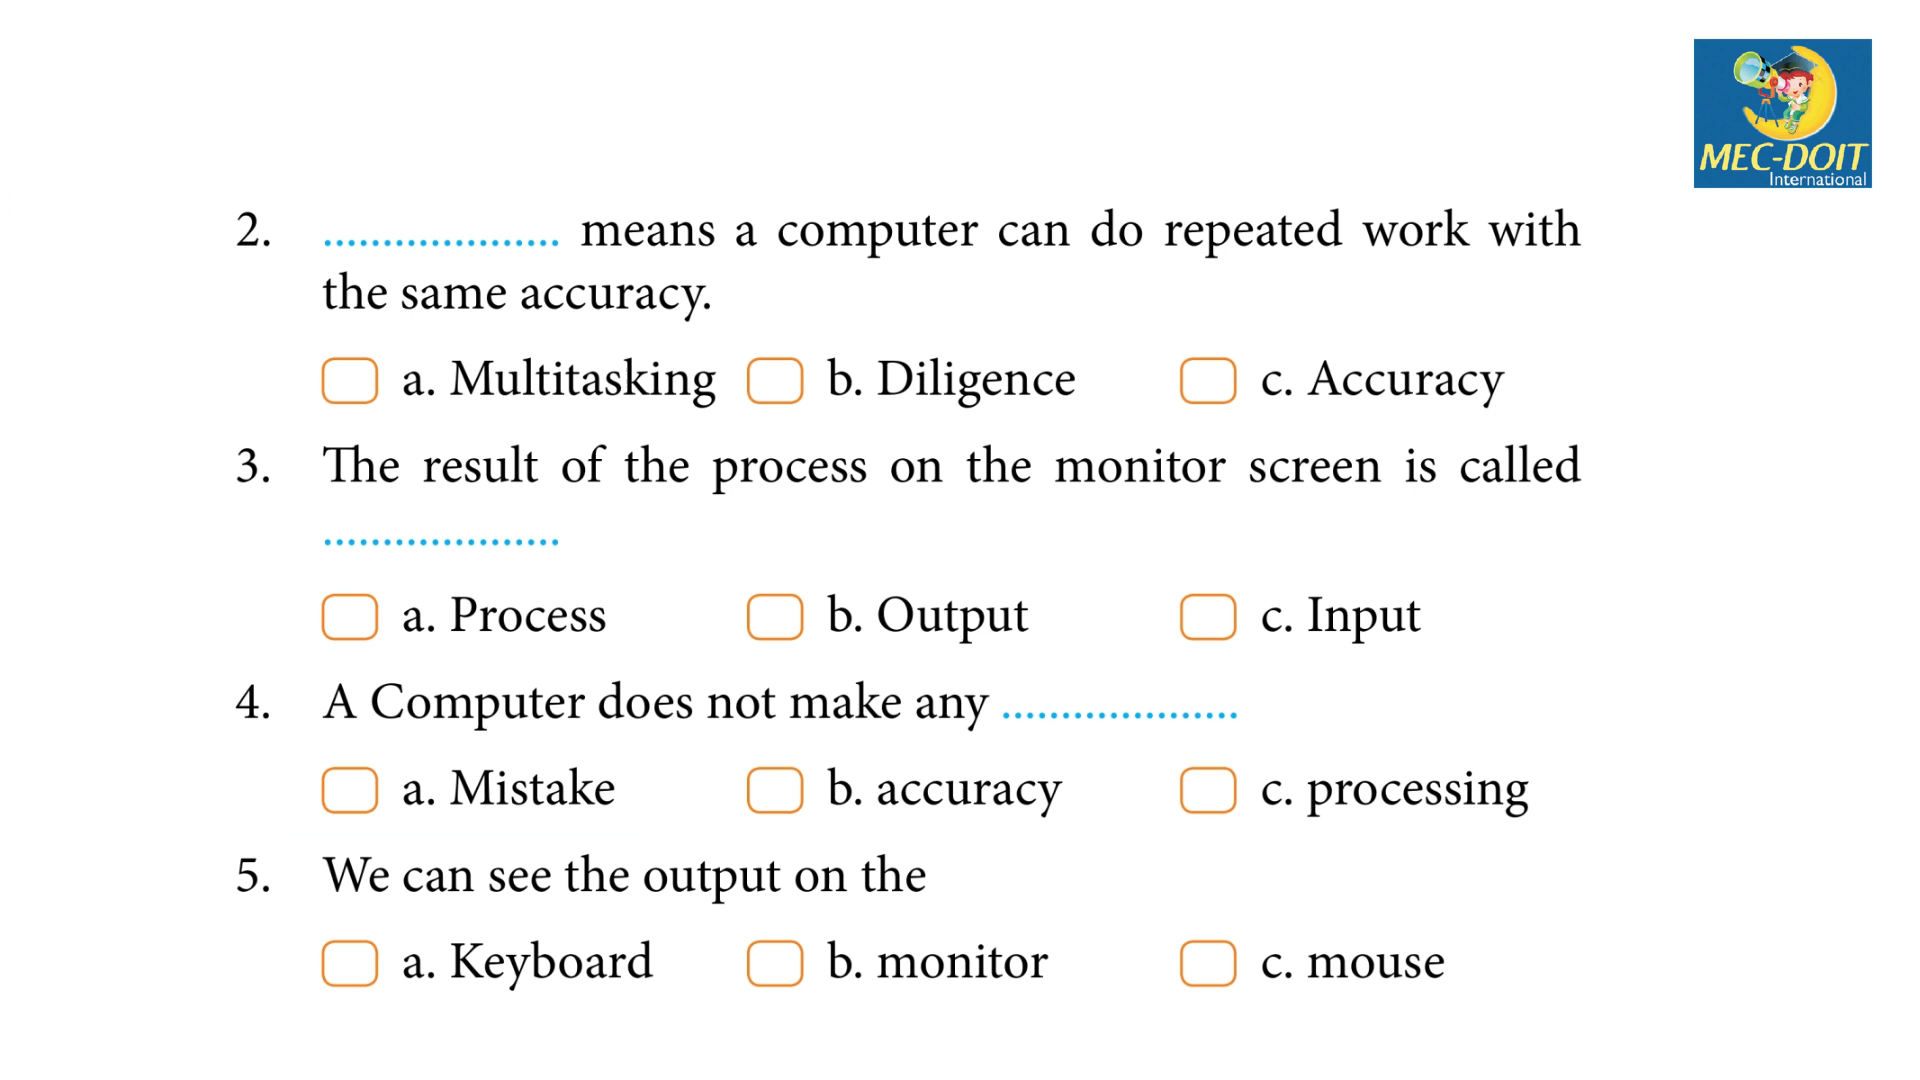 MEC-DOIT
International
2. .................... means a computer can do repeated work with
the same accuracy.
a. Multitasking b. Diligence c. Accuracy
3. The result of the process on the monitor screen is called
....................
a. Process b. Output c. Input
4. A Computer does not make any ....................
a. Mistake b. accuracy c. processing
5. We can see the output on the
a. Keyboard b. monitor c. mouse